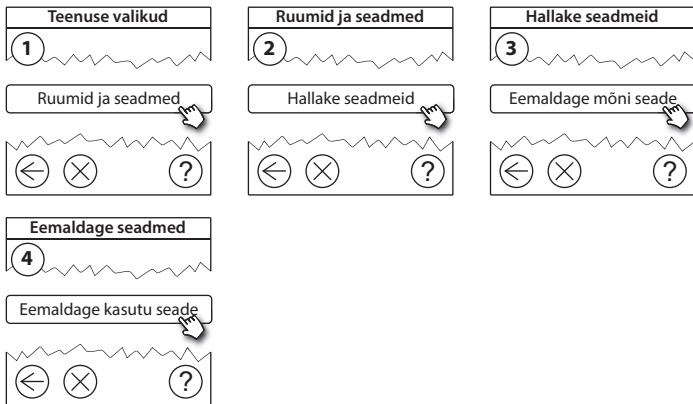 Teenuse valikud
1
Ruumid ja seadmed
?
Ruumid ja seadmed
2
Hallake seadmeid
?
Hallake seadmeid
3
Eemaldage mõni seade
?
Eemaldage seadmed
4
Eemaldage kasutu seade
?